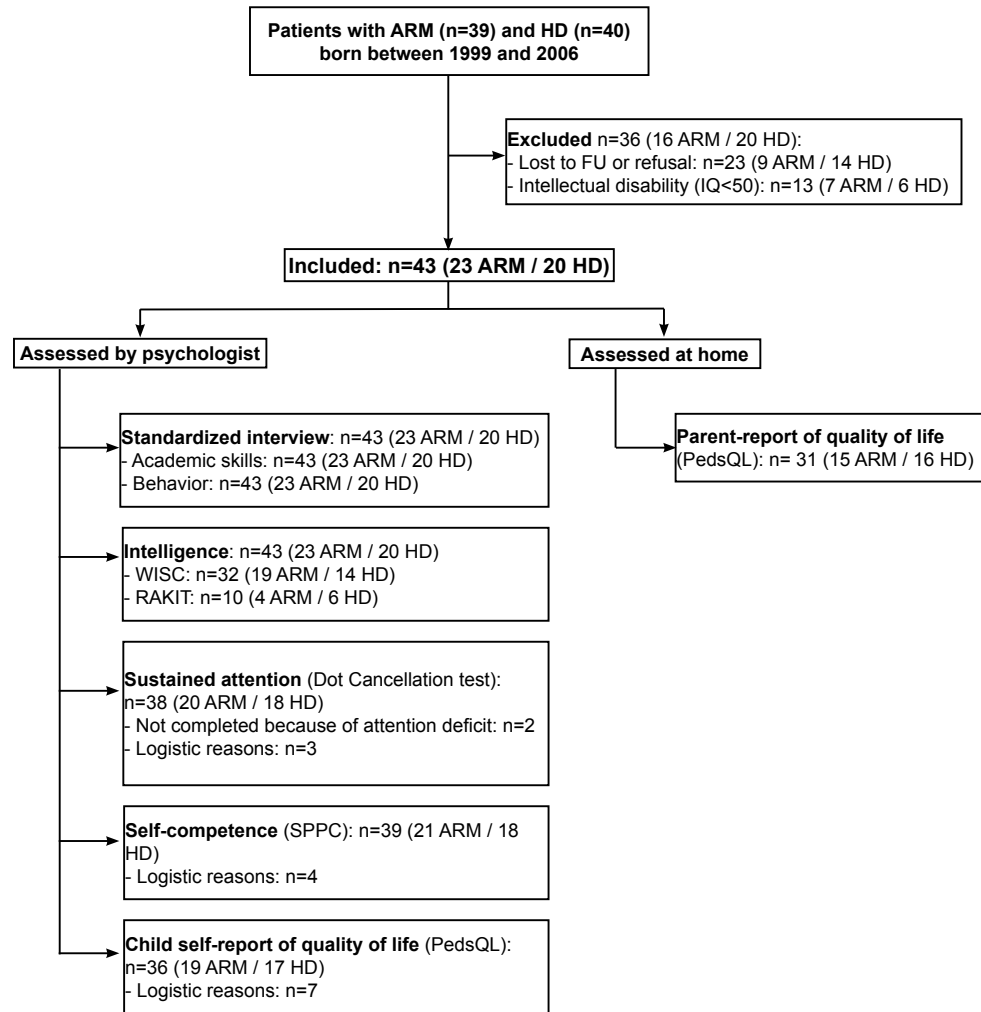 Patients with ARM (n=39) and HD (n=40)
born between 1999 and 2006
Excluded n=36 (16 ARM / 20 HD):
- Lost to FU or refusal: n=23 (9 ARM / 14 HD)
- Intellectual disability (IQ<50): n=13 (7 ARM / 6 HD)
Included: n=43 (23 ARM / 20 HD)
Assessed by psychologist
Assessed at home
Standardized interview: n=43 (23 ARM / 20 HD)
- Academic skills: n=43 (23 ARM / 20 HD)
- Behavior: n=43 (23 ARM / 20 HD)
Parent-report of quality of life
(PedsQL): n= 31 (15 ARM / 16 HD)
Intelligence: n=43 (23 ARM / 20 HD)
- WISC: n=32 (19 ARM / 14 HD)
- RAKIT: n=10 (4 ARM / 6 HD)
Sustained attention (Dot Cancellation test):
n=38 (20 ARM / 18 HD)
- Not completed because of attention deficit: n=2
- Logistic reasons: n=3
Self-competence (SPPC): n=39 (21 ARM / 18
HD)
- Logistic reasons: n=4
Child self-report of quality of life (PedsQL):
n=36 (19 ARM / 17 HD)
- Logistic reasons: n=7